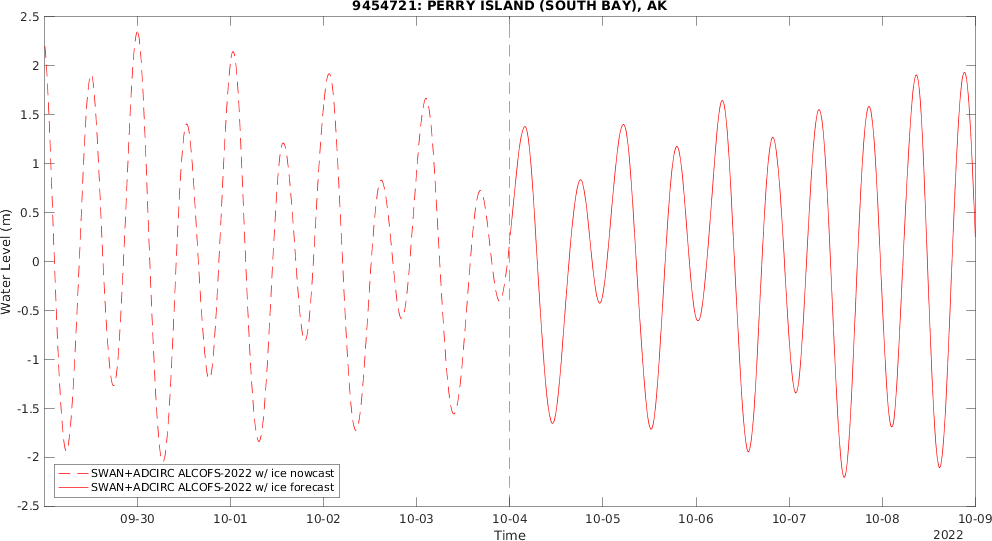 9454721: PERRY ISLAND (SOUTH BAY), AK
2.5
2
1.5
1
0.5
0
-0.5
-1
-1.5
-2
-2.5
Water Level (m)
SWAN+ADCIRC ALCOFS-2022 w/ ice nowcast
SWAN+ADCIRC ALCOFS-2022 w/ ice forecast
09-30 10-01 10-02 10-03 10-04 10-05 10-06 10-07 10-08 10-09
Time
2022